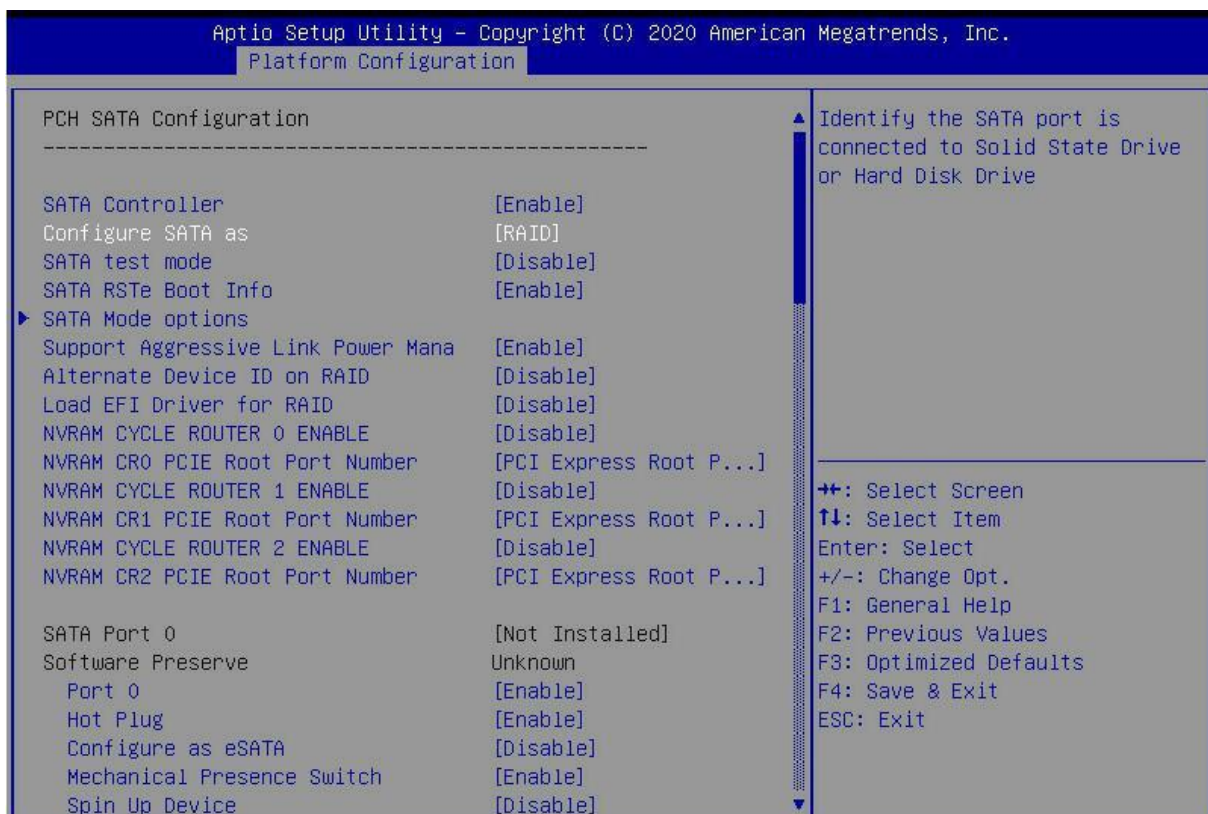 Aptio Setup Utility – Copyright (C) 2020 American Megatrends, Inc.
Platform Configuration
PCH SATA Configuration
--------------------------------------------------
SATA Controller [Enable]
Configure SATA as [RAID]
SATA test mode [Disable]
SATA RSTe Boot Info [Enable]
▶ SATA Mode options
Support Aggressive Link Power Mana [Enable]
Alternate Device ID on RAID [Disable]
Load EFI Driver for RAID [Disable]
NVRAM CYCLE ROUTER 0 ENABLE [Disable]
NVRAM CR0 PCIE Root Port Number [PCI Express Root P...]
NVRAM CYCLE ROUTER 1 ENABLE [Disable]
NVRAM CR1 PCIE Root Port Number [PCI Express Root P...]
NVRAM CYCLE ROUTER 2 ENABLE [Disable]
NVRAM CR2 PCIE Root Port Number [PCI Express Root P...]
SATA Port 0 [Not Installed]
Software Preserve Unknown
Port 0 [Enable]
Hot Plug [Enable]
Configure as eSATA [Disable]
Mechanical Presence Switch [Enable]
Spin Up Device [Disable]
Identify the SATA port is
connected to Solid State Drive
or Hard Disk Drive
→←: Select Screen
↑↓: Select Item
Enter: Select
+/-: Change Opt.
F1: General Help
F2: Previous Values
F3: Optimized Defaults
F4: Save & Exit
ESC: Exit